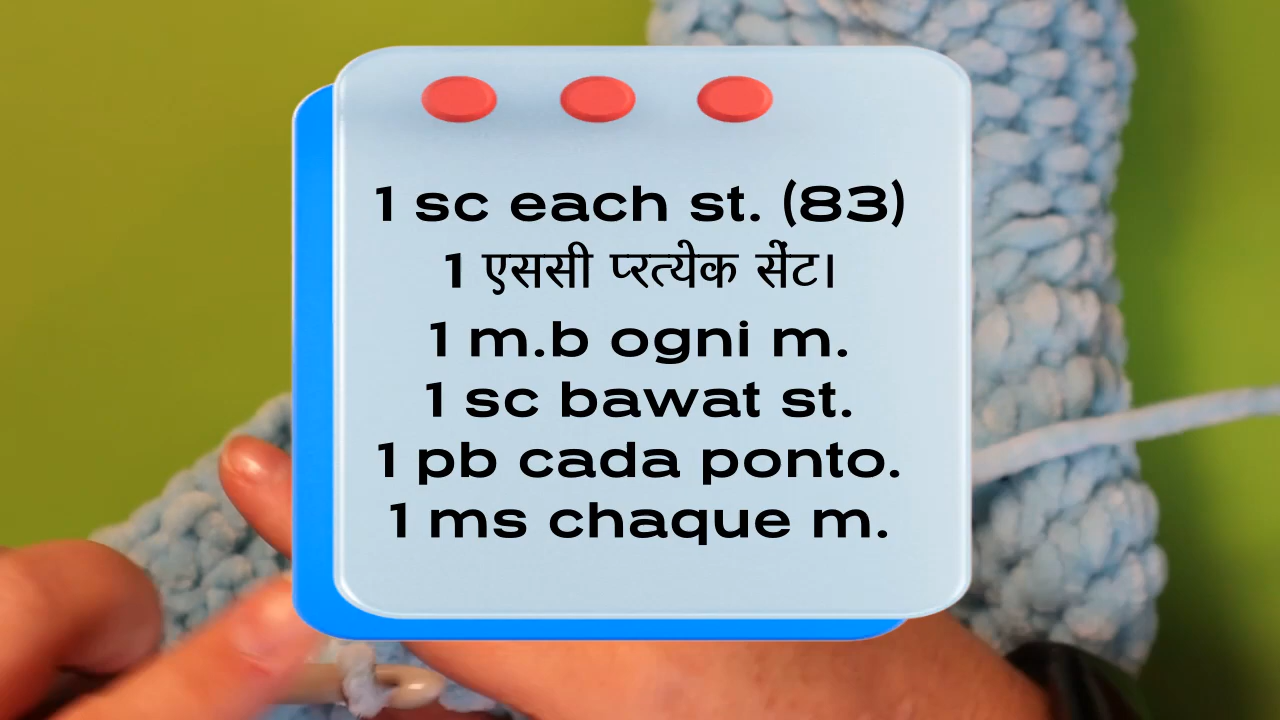 1 sc each st. (83)
1 एससी प्रत्येक सेंट।
1 m.b ogni m.
1 sc bawat st.
1 pb cada ponto.
1 ms chaque m.